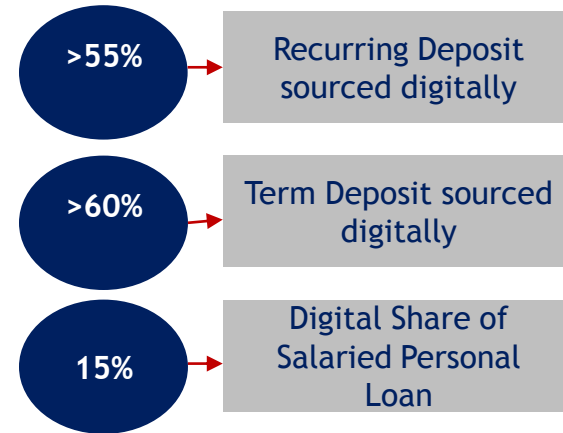 >55%
Recurring Deposit
sourced digitally
>60%
Term Deposit sourced
digitally
15%
Digital Share of
Salaried Personal
Loan